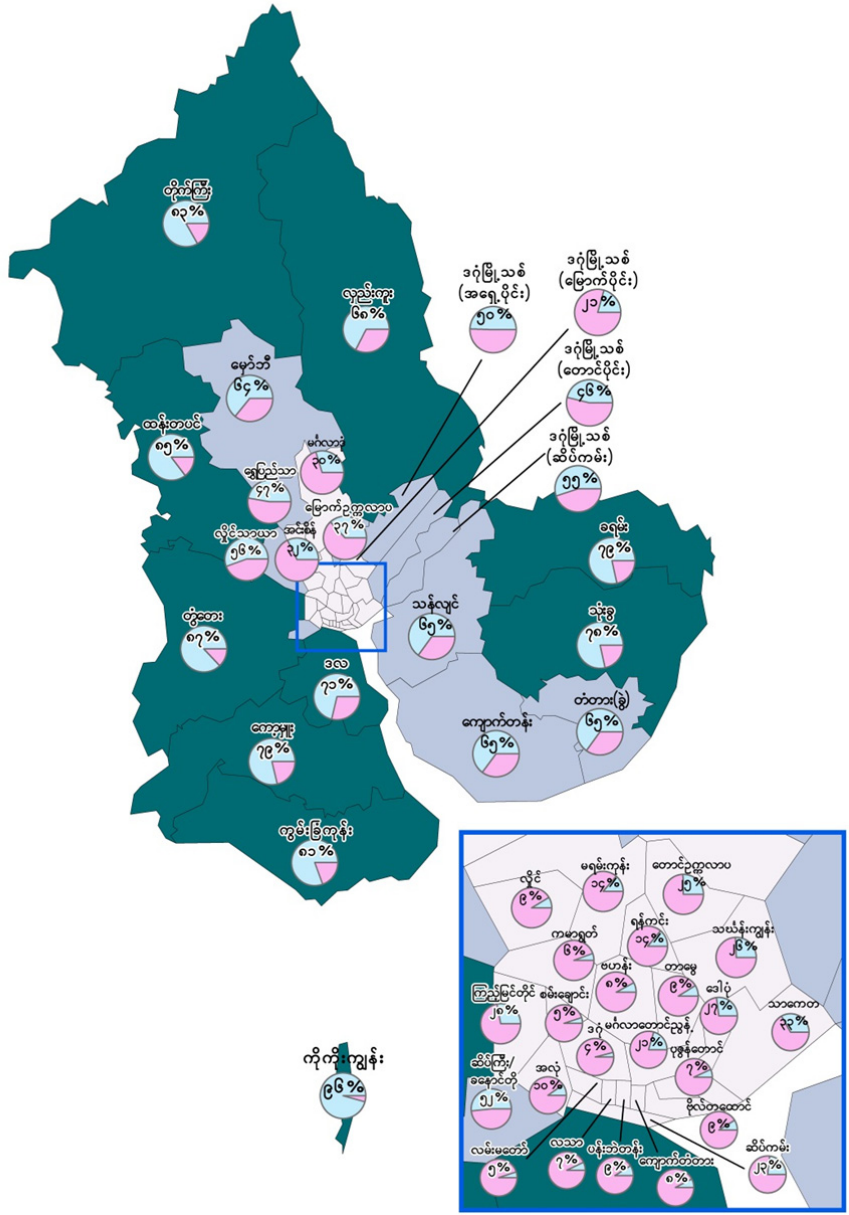 တိုက်ကြီး
၈၃%
လှည်းကူး
၆၈%
ဒဂုံမြို့သစ်
(အရှေ့ပိုင်း)
၅၀%
ဒဂုံမြို့သစ်
(မြောက်ပိုင်း)
၂၁%
ဒဂုံမြို့သစ်
(တောင်ပိုင်း)
၄၆%
ဒဂုံမြို့သစ်
(ဆိပ်ကမ်း)
၅၅%
မှော်ဘီ
၆၄%
ထန်းတပင်
၈၅%
မင်္ဂလာဒုံ
၃၀%
ရွှေပြည်သာ
၄၇%
မြောက်ဥက္ကလာပ
၃၇%
လှိုင်သာယာ
၅၆%
အင်းစိန်
၃၂%
ခရမ်း
၇၉%
တွံတေး
၈၇%
သန်လျင်
၆၅%
သုံးခွ
၇၈%
ဒလ
၇၁%
ကော့မှူး
၇၉%
ကျောက်တန်း
၆၅%
တံတား(ခွဲ)
၆၅%
ကွမ်းခြံကုန်း
၈၁%
ကိုကိုးကျွန်း
၉၆%
လှိုင်
၉%
မရမ်းကုန်း
၁၄%
တောင်ဥက္ကလာပ
၂၅%
ကမာရွတ်
၆%
ရန်ကင်း
၁၄%
သင်္ဃန်းကျွန်း
၂၆%
ဗဟန်း
၈%
တာမွေ
၉%
ဒေါပုံ
၂၇%
သာကေတ
၃၃%
ကြည့်မြင်တိုင်
၂၈%
စမ်းချောင်း
၅%
ဒဂုံ
၄%
မင်္ဂလာတောင်ညွန့်
၂၁%
ပုဇွန်တောင်
၇%
ဆိပ်ကြီး/
ခနောင်တို
၅၂%
အလုံ
၁၀%
ဗိုလ်တထောင်
၉%
လမ်းမတော်
၅%
လသာ
၇%
ပန်းဘဲတန်း
၉%
ကျောက်တံတား
၈%
ဆိပ်ကမ်း
၂၃%